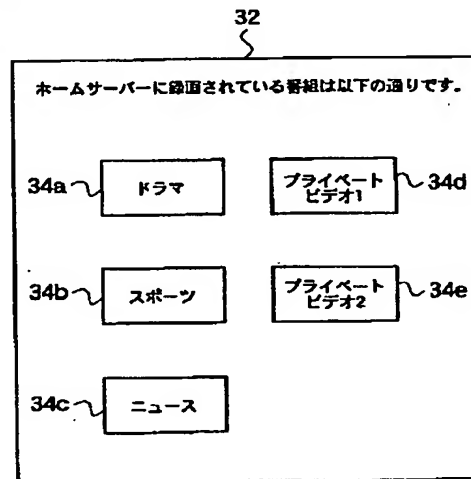 32
ホームサーバーに録画されている番組は以下の通りです。
34a
ドラマ
プライベート
ビデオ1
34d
34b
スポーツ
プライベート
ビデオ2
34e
34c
ニュース